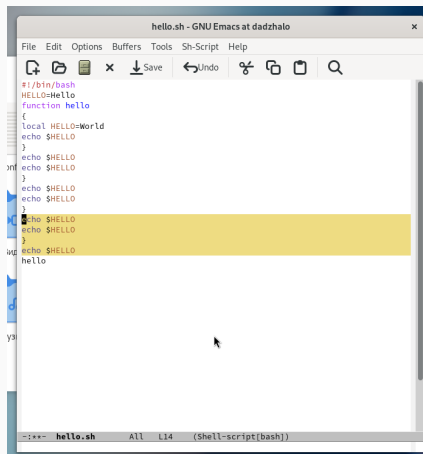 hello.sh - GNU Emacs at dadzhalo ×
File Edit Options Buffers Tools Sh-Script Help
× Save Undo
#!/bin/bash
HELLO=Hello
function hello
{
local HELLO=World
echo $HELLO
}
echo $HELLO
echo $HELLO
}
echo $HELLO
echo $HELLO
}
echo $HELLO
echo $HELLO
}
echo $HELLO
hello
-:**- hello.sh All L14 (Shell-script[bash])